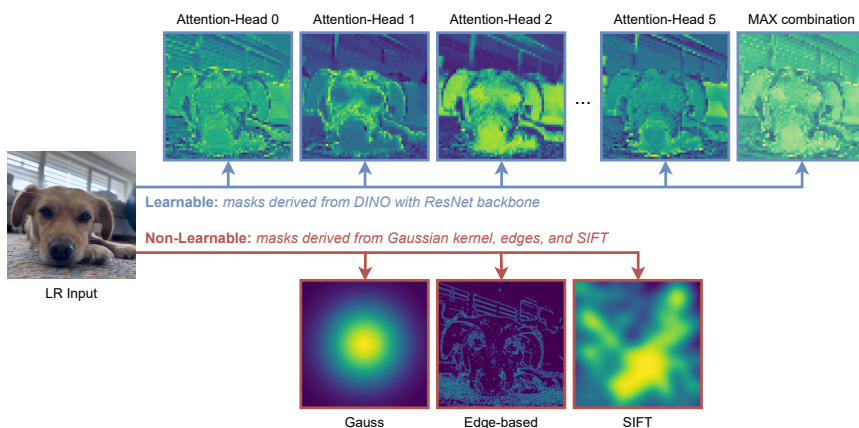 Attention-Head 0 Attention-Head 1 Attention-Head 2 Attention-Head 5 MAX combination
...
Learnable: masks derived from DINO with ResNet backbone
Non-Learnable: masks derived from Gaussian kernel, edges, and SIFT
LR Input
Gauss Edge-based SIFT